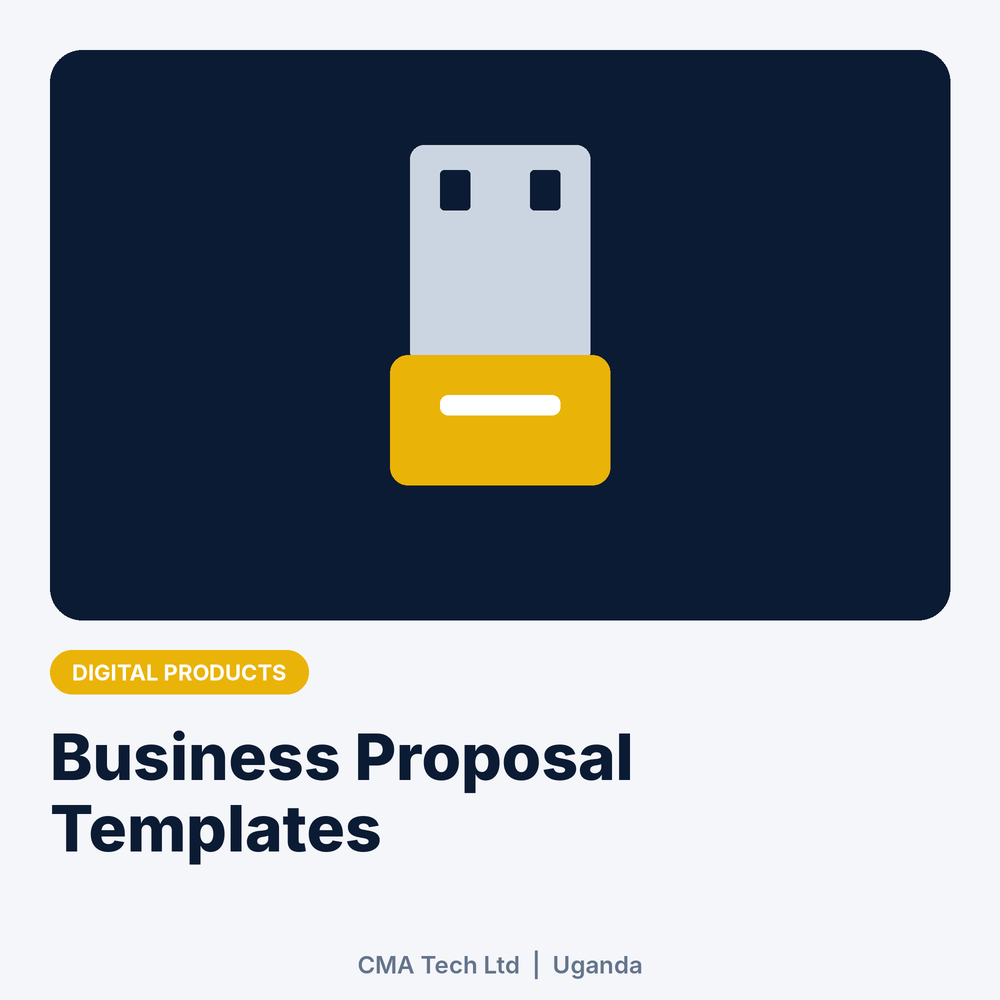 DIGITAL PRODUCTS
Business Proposal
Templates
CMA Tech Ltd | Uganda